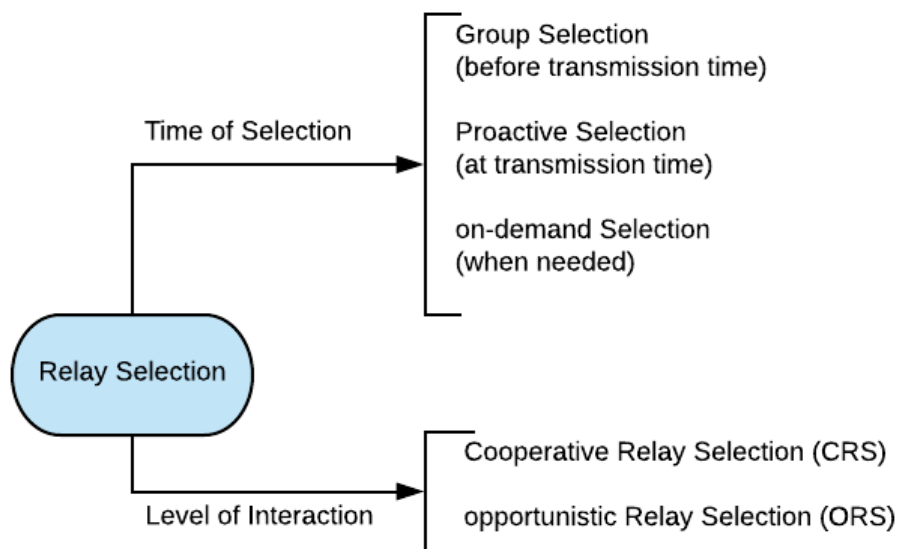 Group Selection
(before transmission time)
Time of Selection
Proactive Selection
(at transmission time)
on-demand Selection
(when needed)
Relay Selection
Cooperative Relay Selection (CRS)
Level of Interaction
opportunistic Relay Selection (ORS)